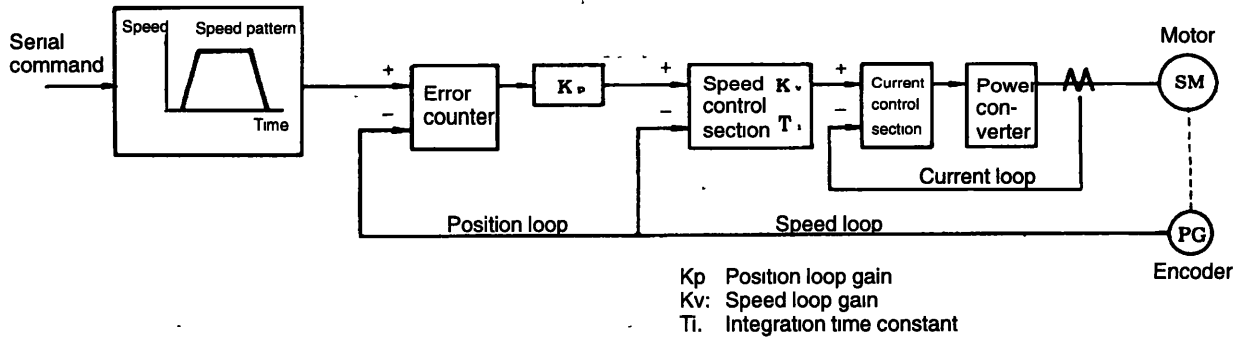 Serial
command
Speed
Speed pattern
Time
+
−
Error
counter
Kp
+
−
Speed Kv
control
section Ti
+
−
Current
control
section
Power
con-
verter
Motor
SM
Current loop
Position loop
Speed loop
PG
Encoder
Kp Position loop gain
Kv: Speed loop gain
Ti. Integration time constant